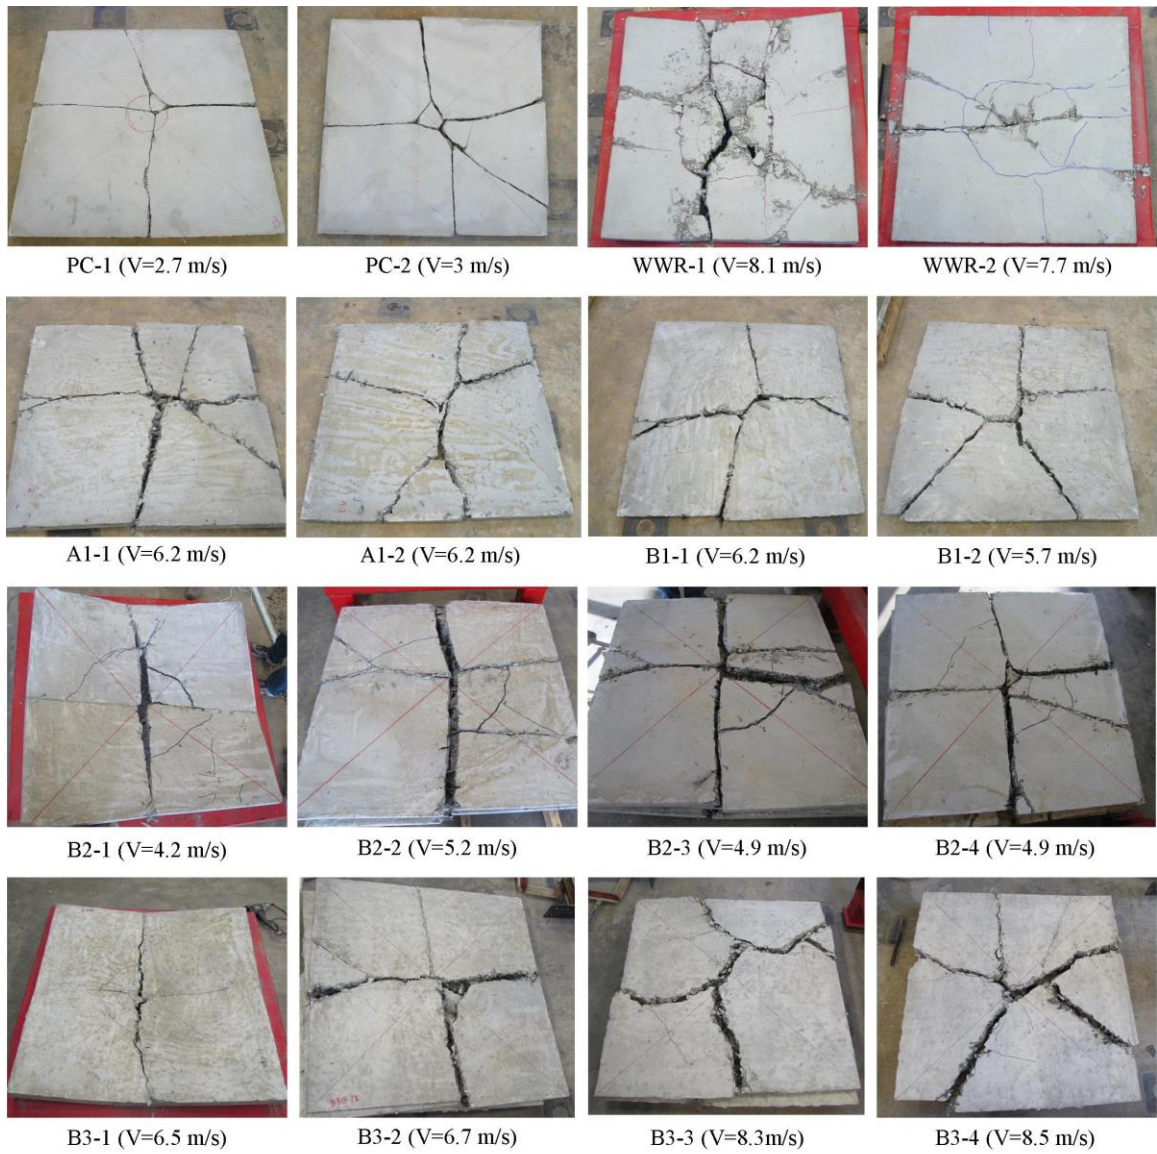 PC-1 (V=2.7 m/s)
PC-2 (V=3 m/s)
WWR-1 (V=8.1 m/s)
WWR-2 (V=7.7 m/s)
A1-1 (V=6.2 m/s)
A1-2 (V=6.2 m/s)
B1-1 (V=6.2 m/s)
B1-2 (V=5.7 m/s)
B2-1 (V=4.2 m/s)
B2-2 (V=5.2 m/s)
B2-3 (V=4.9 m/s)
B2-4 (V=4.9 m/s)
B3-1 (V=6.5 m/s)
B3-2 (V=6.7 m/s)
B3-3 (V=8.3m/s)
B3-4 (V=8.5 m/s)